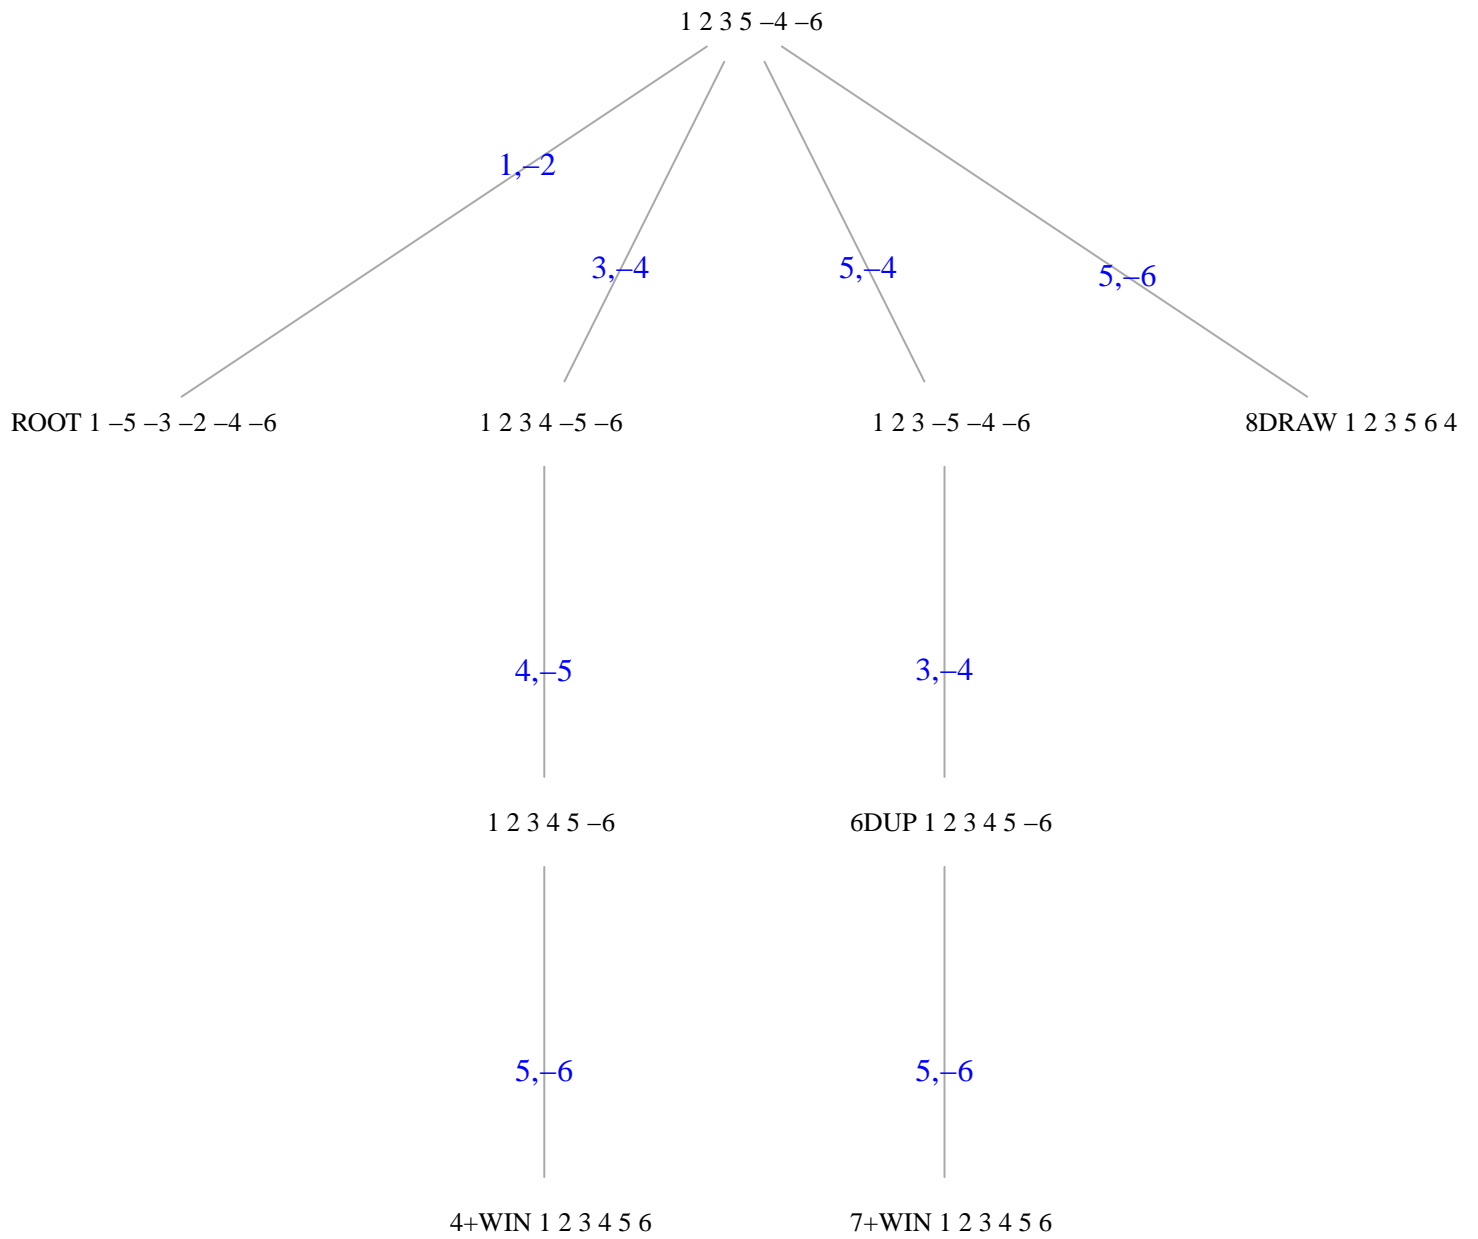 1 2 3 5 –4 –6
1,–2
3,–4
5,–4
5,–6
ROOT 1 –5 –3 –2 –4 –6
1 2 3 4 –5 –6
1 2 3 –5 –4 –6
8DRAW 1 2 3 5 6 4
4,–5
3,–4
1 2 3 4 5 –6
6DUP 1 2 3 4 5 –6
5,–6
5,–6
4+WIN 1 2 3 4 5 6
7+WIN 1 2 3 4 5 6